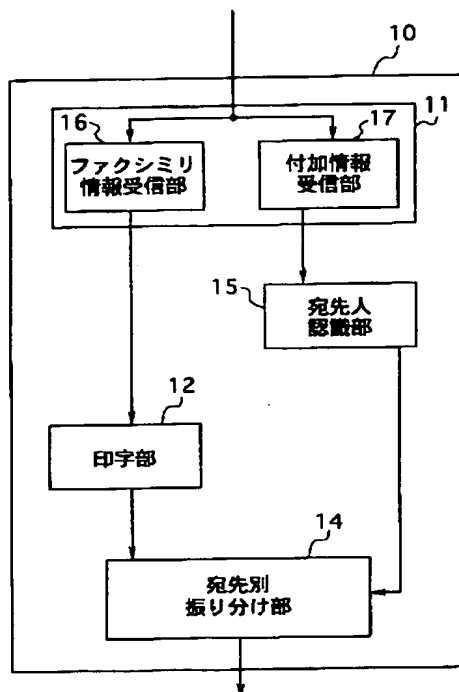 10
11
16
17
ファクシミリ
情報受信部
付加情報
受信部
15
宛先人
認識部
12
印字部
14
宛先別
振り分け部